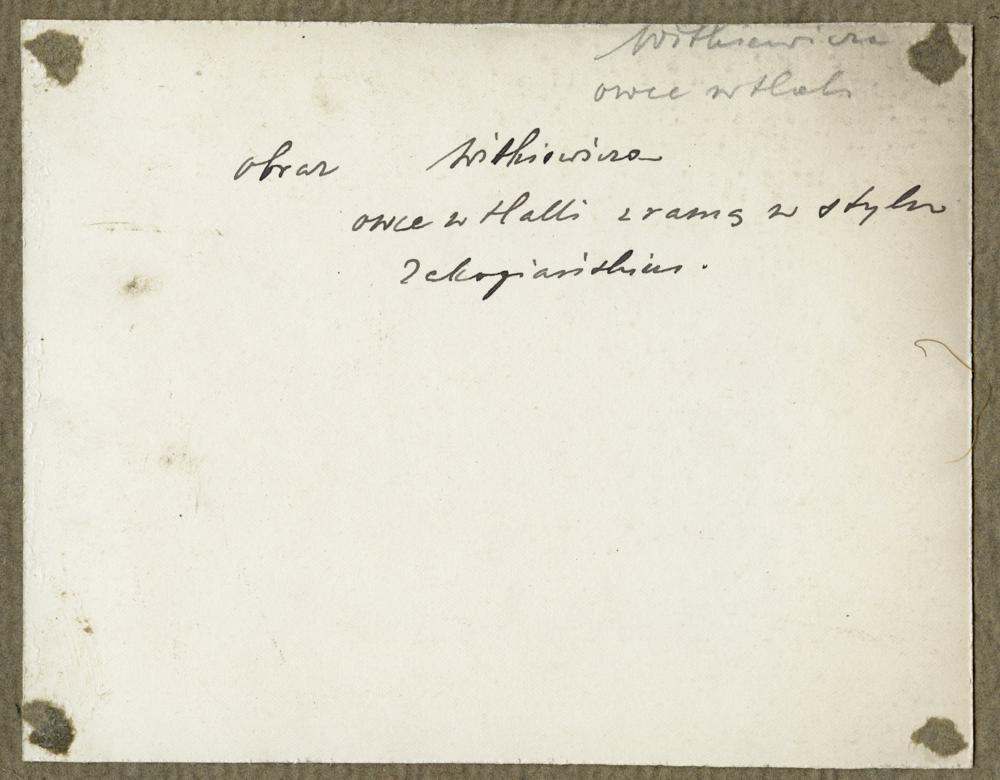 Witkiewicza
owce w Hali
obraz Witkiewicza
owce w Halli z ramą w stylu
Zakopiańskim.